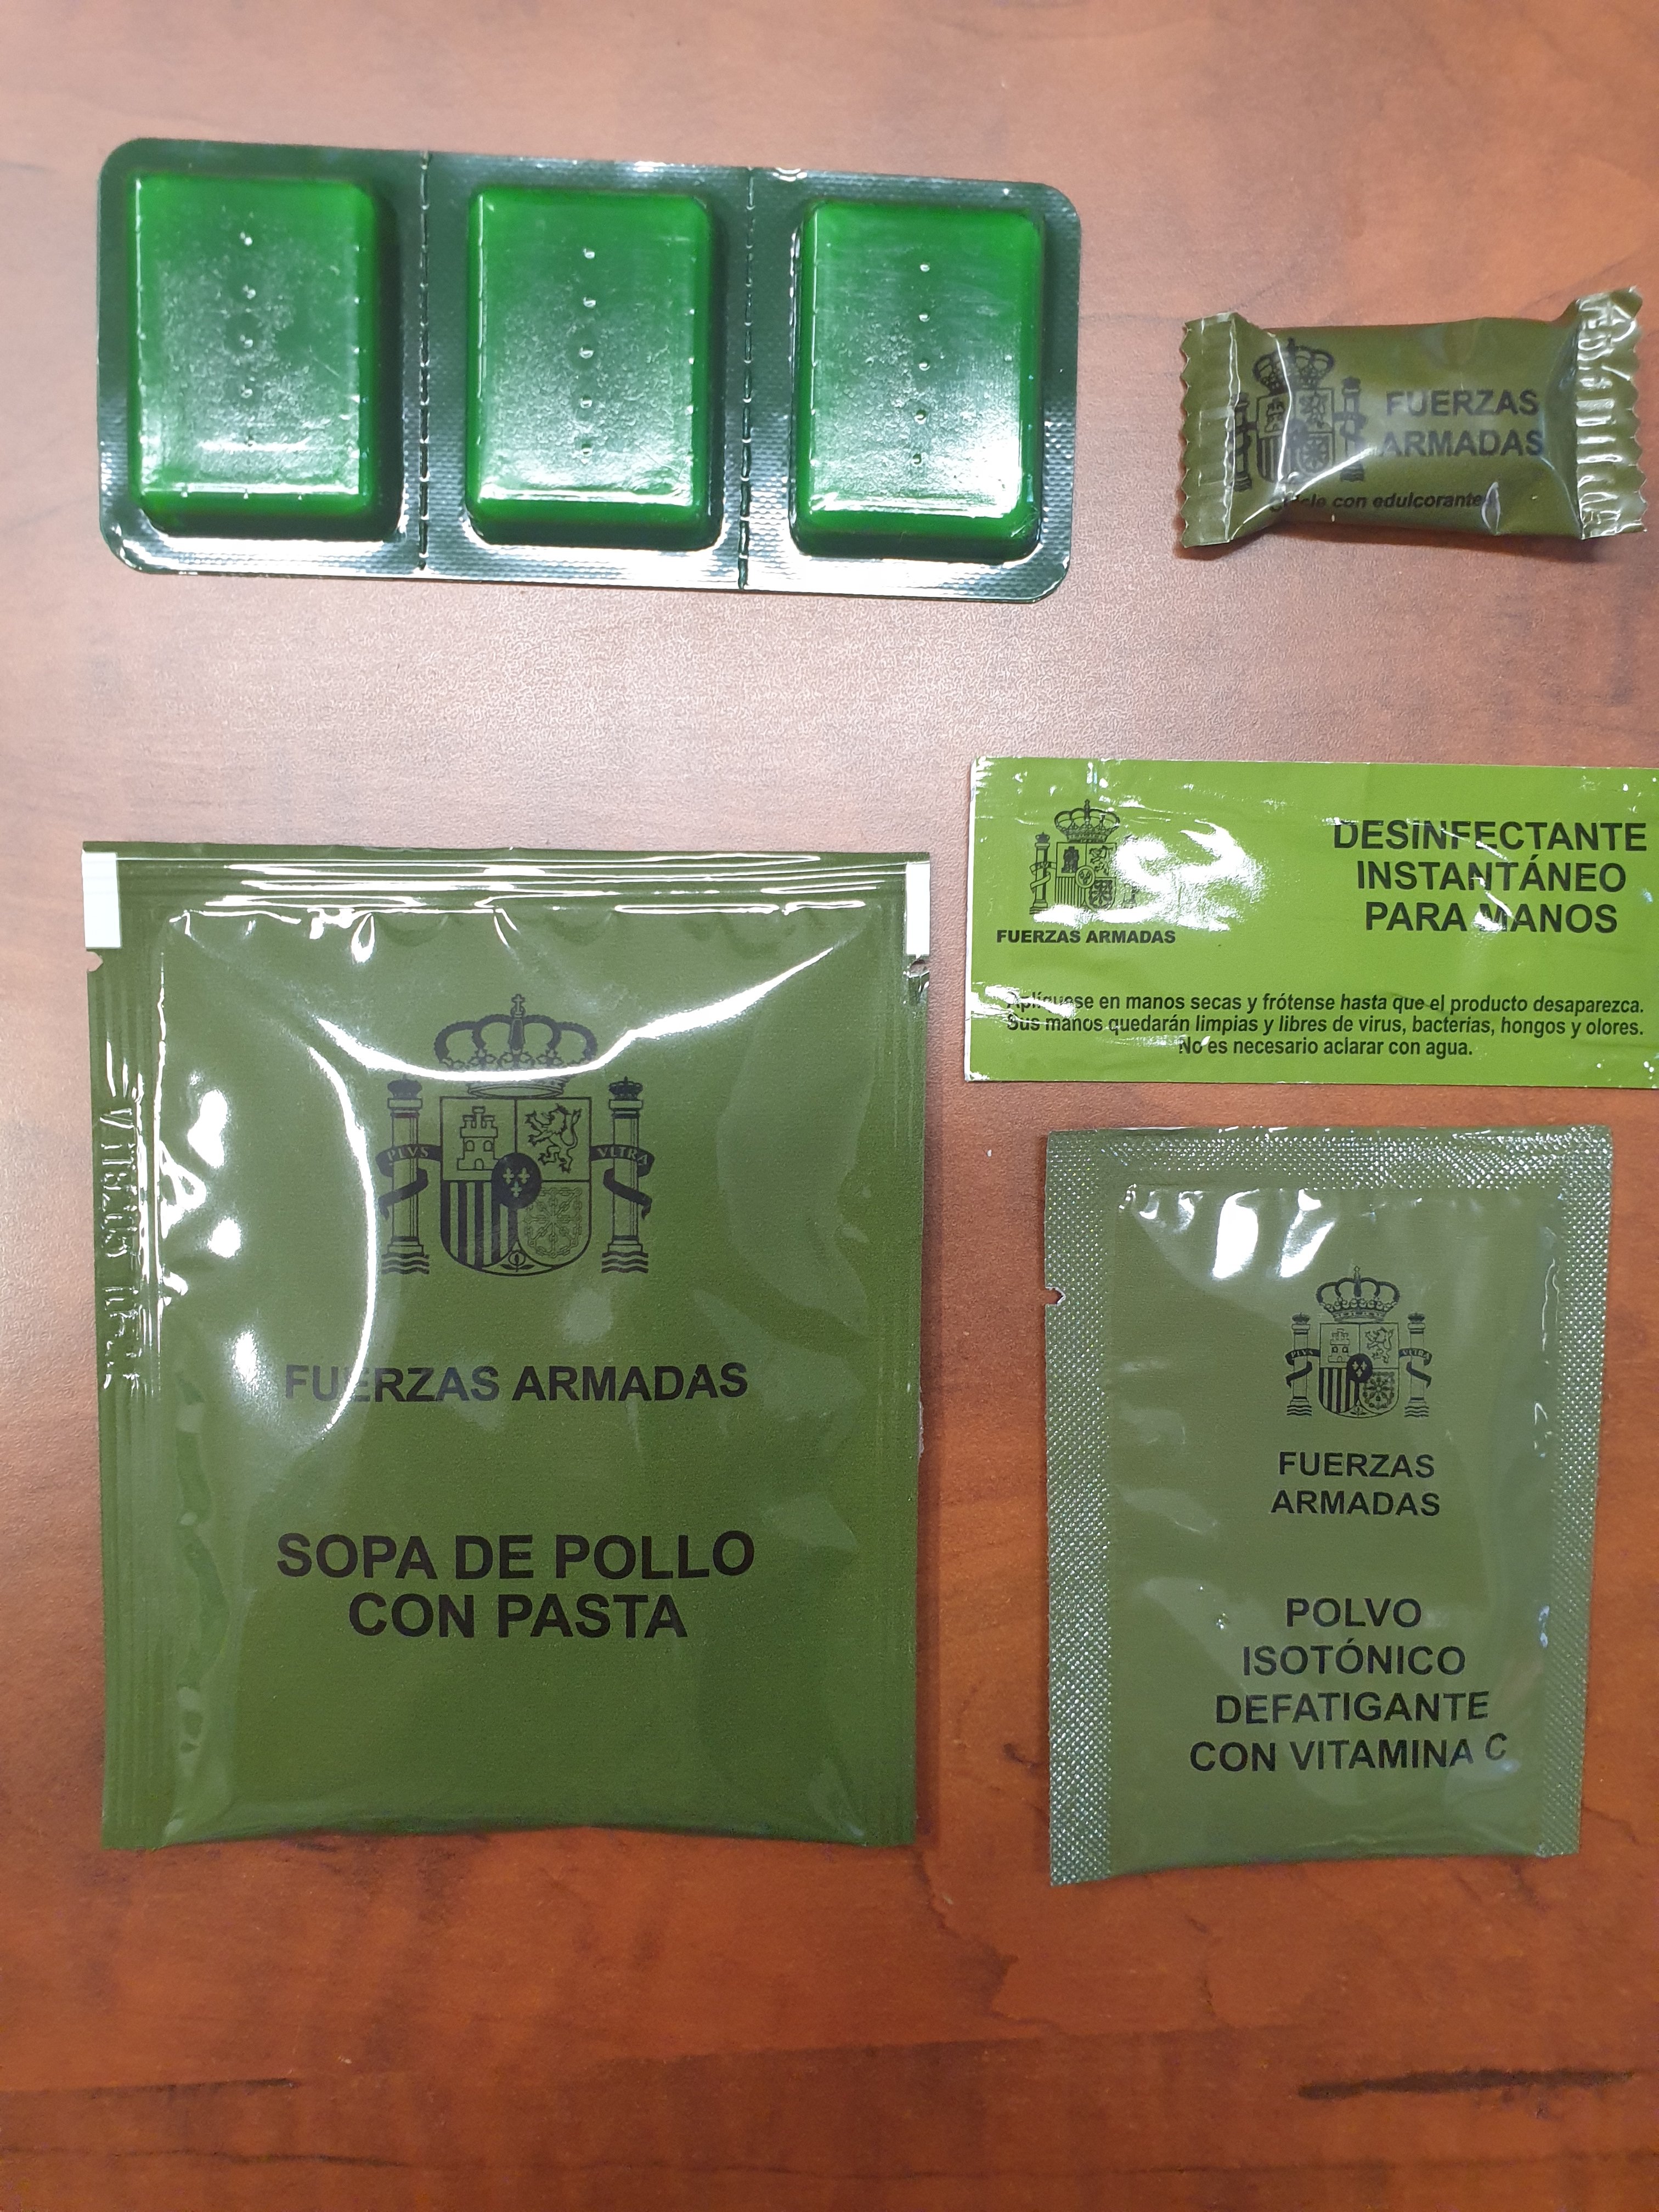 FUERZAS
ARMADAS
con edulcorantes
FUERZAS ARMADAS
DESINFECTANTE
INSTANTÁNEO
PARA MANOS
Aplíquese en manos secas y frótense hasta que el producto desaparezca.
Sus manos quedarán limpias y libres de virus, bacterias, hongos y olores.
No es necesario aclarar con agua.
PLVS VLTRA
FUERZAS ARMADAS
SOPA DE POLLO
CON PASTA
PLVS VLTRA
FUERZAS
ARMADAS
POLVO
ISOTÓNICO
DEFATIGANTE
CON VITAMINA C